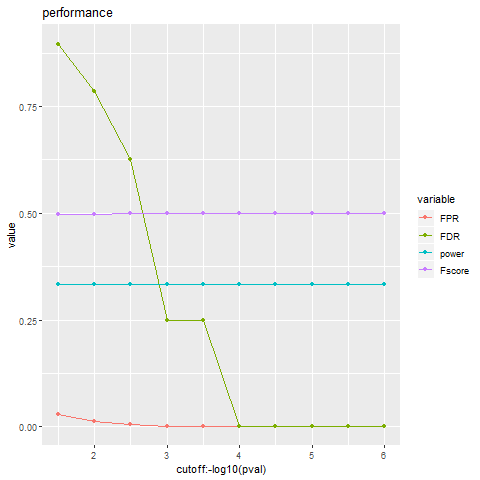 performance
value
0.75
0.50
0.25
0.00
2
3
4
5
6
cutoff:-log10(pval)
variable
FPR
FDR
power
Fscore